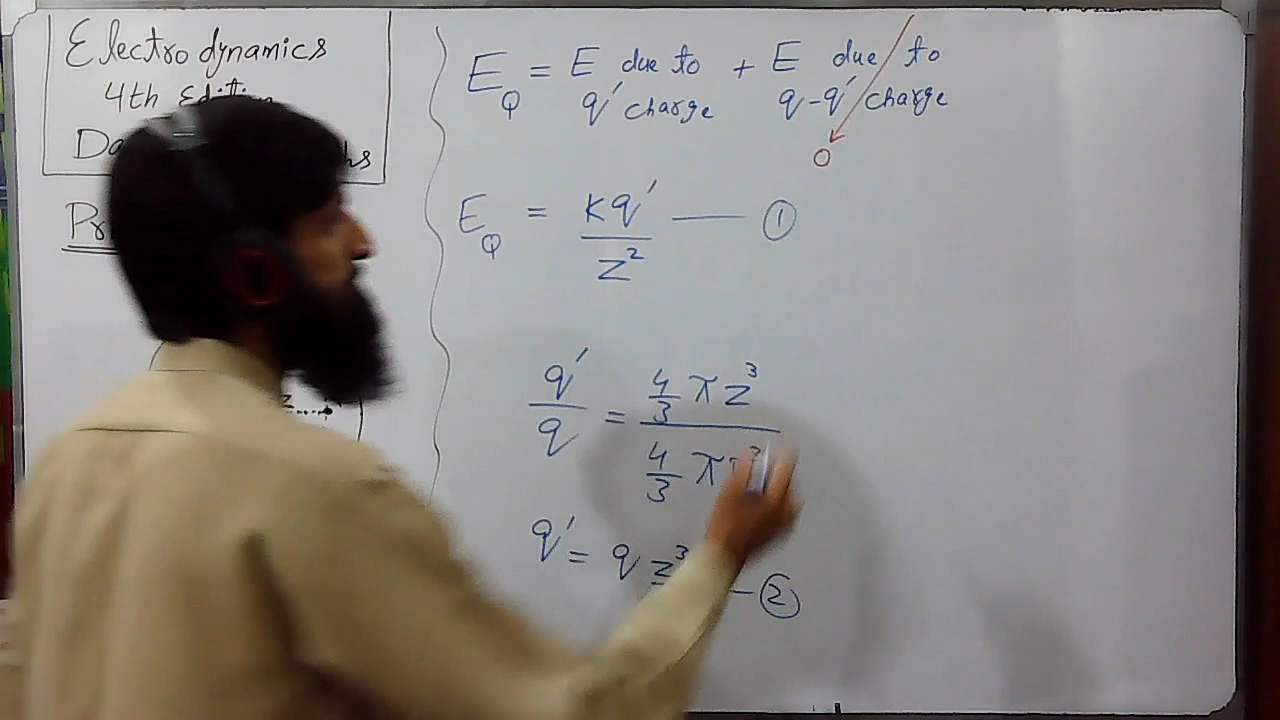 Electrodynamics
4th
E_Q = E due to q' charge + E due to q-q' charge
0
E_Q = kq' / z² —— ①
q' / q = 4/3 π z³ / 4/3 π
q' = q z³ — ②
z